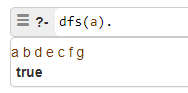 ?- dfs(a).
a b d e c f g
true